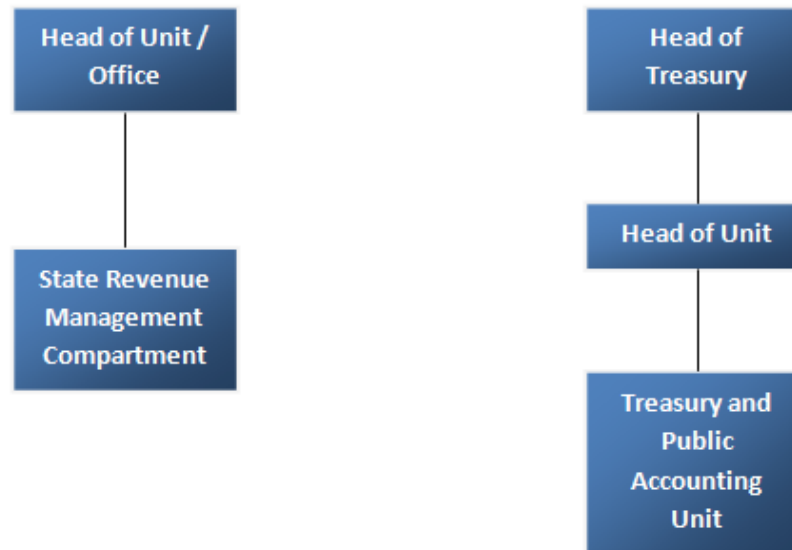 Head of Unit /
Office
State Revenue
Management
Compartment
Head of
Treasury
Head of Unit
Treasury and
Public
Accounting
Unit